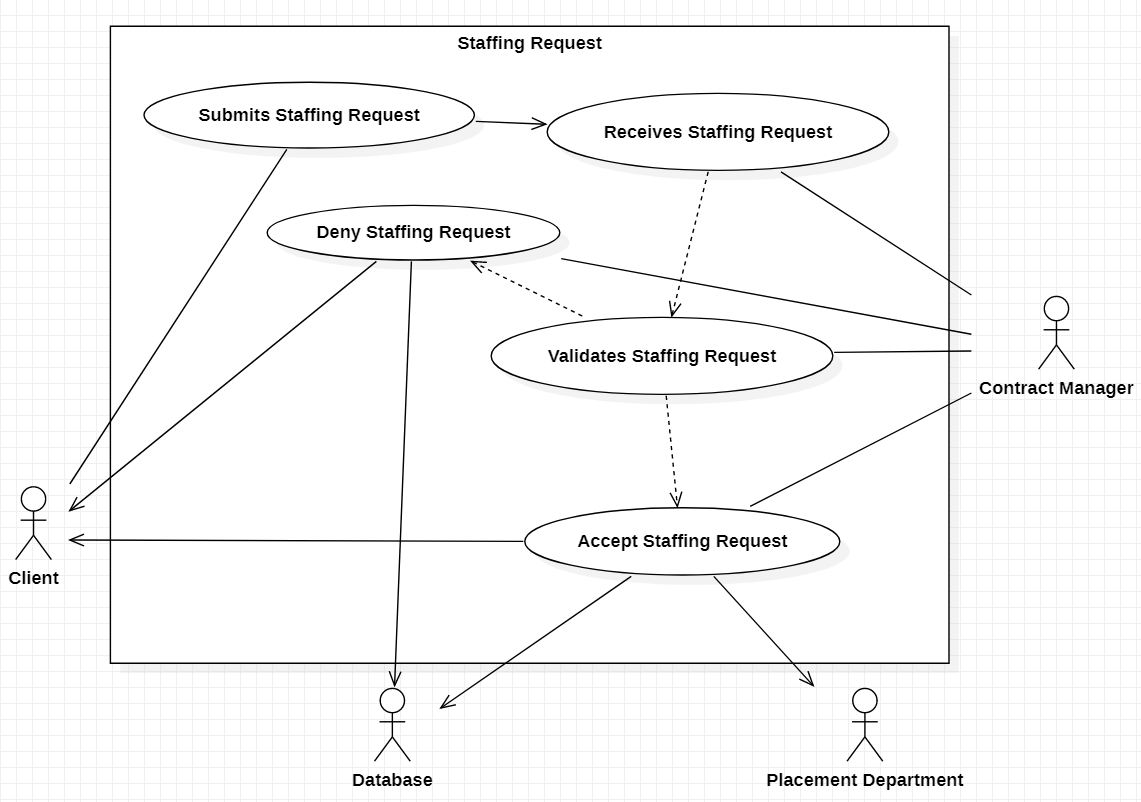 Staffing Request
Submits Staffing Request
Receives Staffing Request
Deny Staffing Request
Validates Staffing Request
Contract Manager
Accept Staffing Request
Client
Database
Placement Department